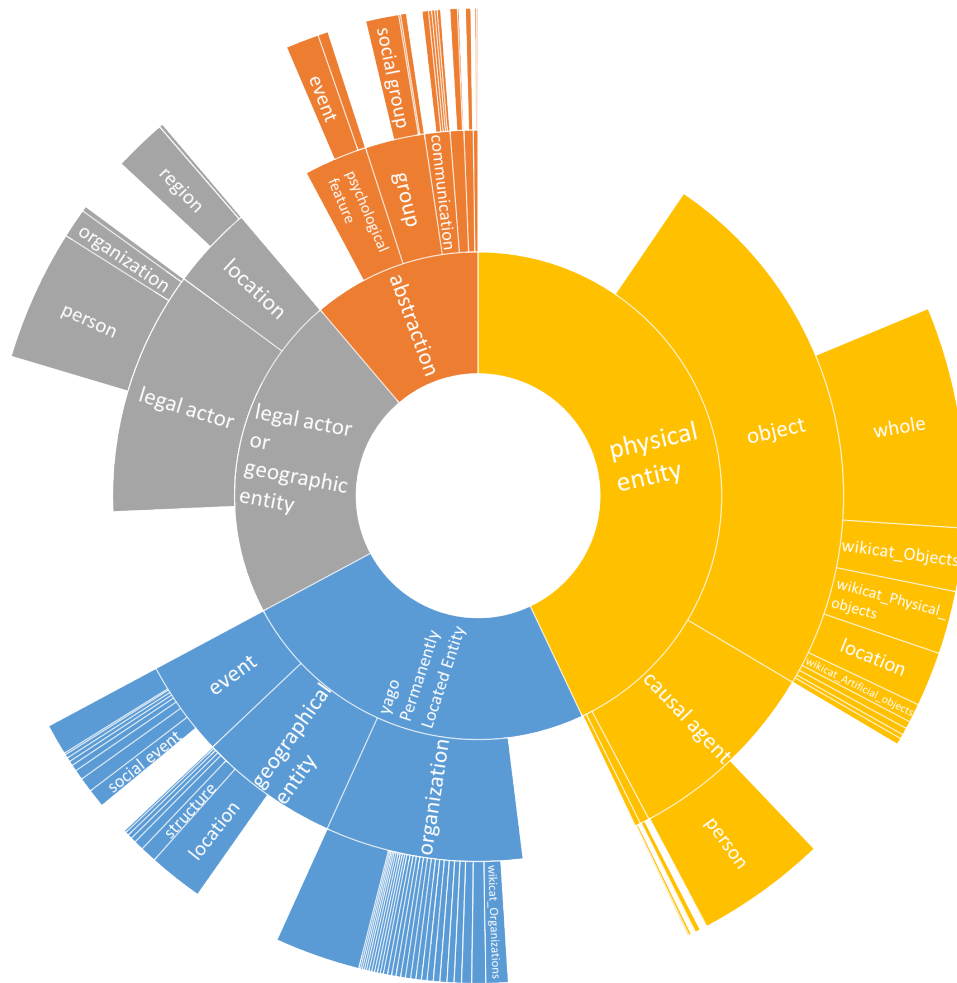 social group
event
communication
group
psychological
feature
region
organization
person
location
abstraction
legal actor
legal actor
or
geographic
entity
physical
entity
object
whole
wikicat_Objects
wikicat_Physical_
objects
location
wikicat_Artificial_objects
causal agent
person
yago
Permanently
Located Entity
event
geographical
entity
organization
social event
structure
location
wikicat_Organizations